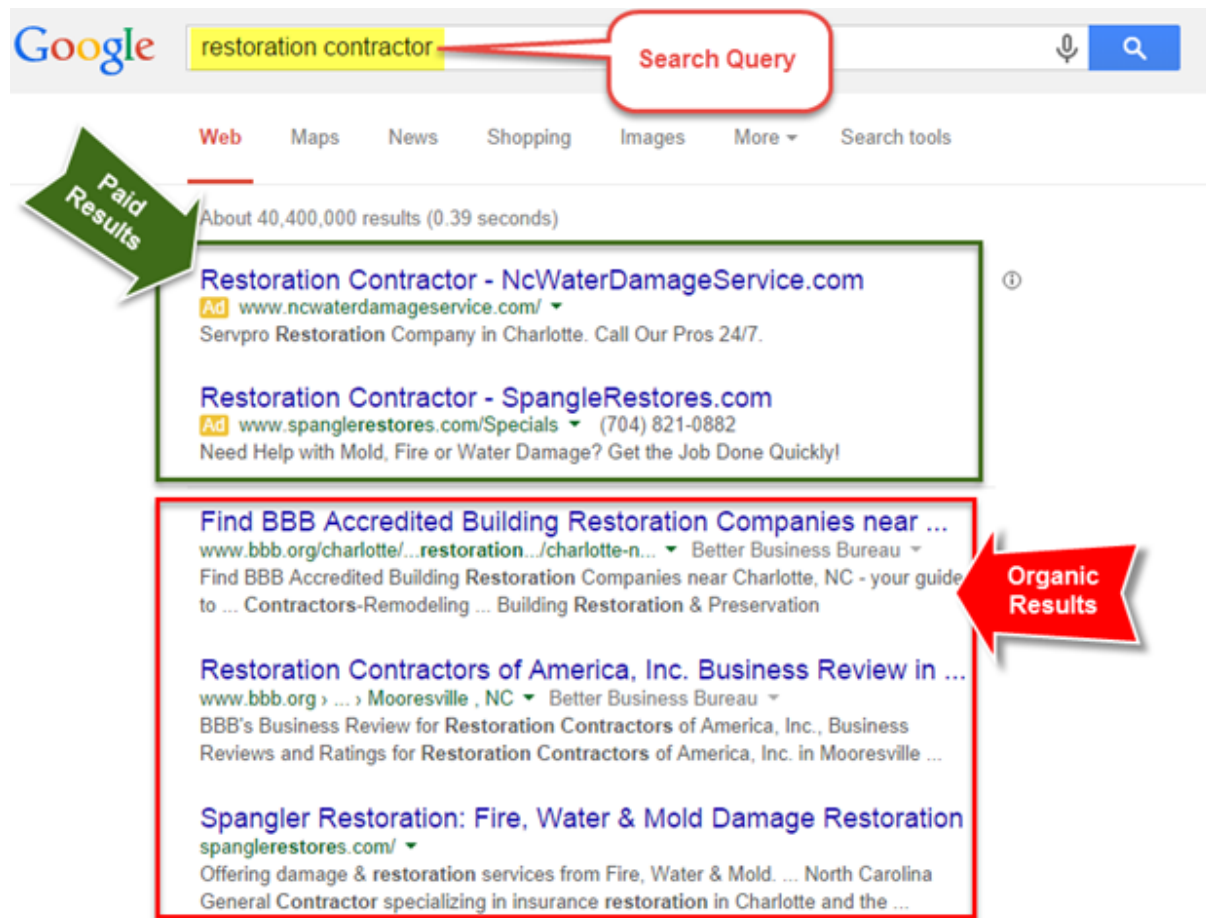 Google restoration contractor Search Query
Web Maps News Shopping Images More Search tools
Paid
Results
About 40,400,000 results (0.39 seconds)
Restoration Contractor - NcWaterDamageService.com
Ad www.ncwaterdamageservice.com/
Servpro Restoration Company in Charlotte. Call Our Pros 24/7.
Restoration Contractor - SpangleRestores.com
Ad www.spanglerestores.com/Specials (704) 821-0882
Need Help with Mold, Fire or Water Damage? Get the Job Done Quickly!
Find BBB Accredited Building Restoration Companies near ...
www.bbb.org/charlotte/...restoration.../charlotte-n... Better Business Bureau
Find BBB Accredited Building Restoration Companies near Charlotte, NC - your guide
to ... Contractors-Remodeling ... Building Restoration & Preservation
Organic
Results
Restoration Contractors of America, Inc. Business Review in ...
www.bbb.org › ... › Mooresville , NC Better Business Bureau
BBB's Business Review for Restoration Contractors of America, Inc., Business
Reviews and Ratings for Restoration Contractors of America, Inc. in Mooresville ...
Spangler Restoration: Fire, Water & Mold Damage Restoration
spanglerestores.com/
Offering damage & restoration services from Fire, Water & Mold. ... North Carolina
General Contractor specializing in insurance restoration in Charlotte and the ...